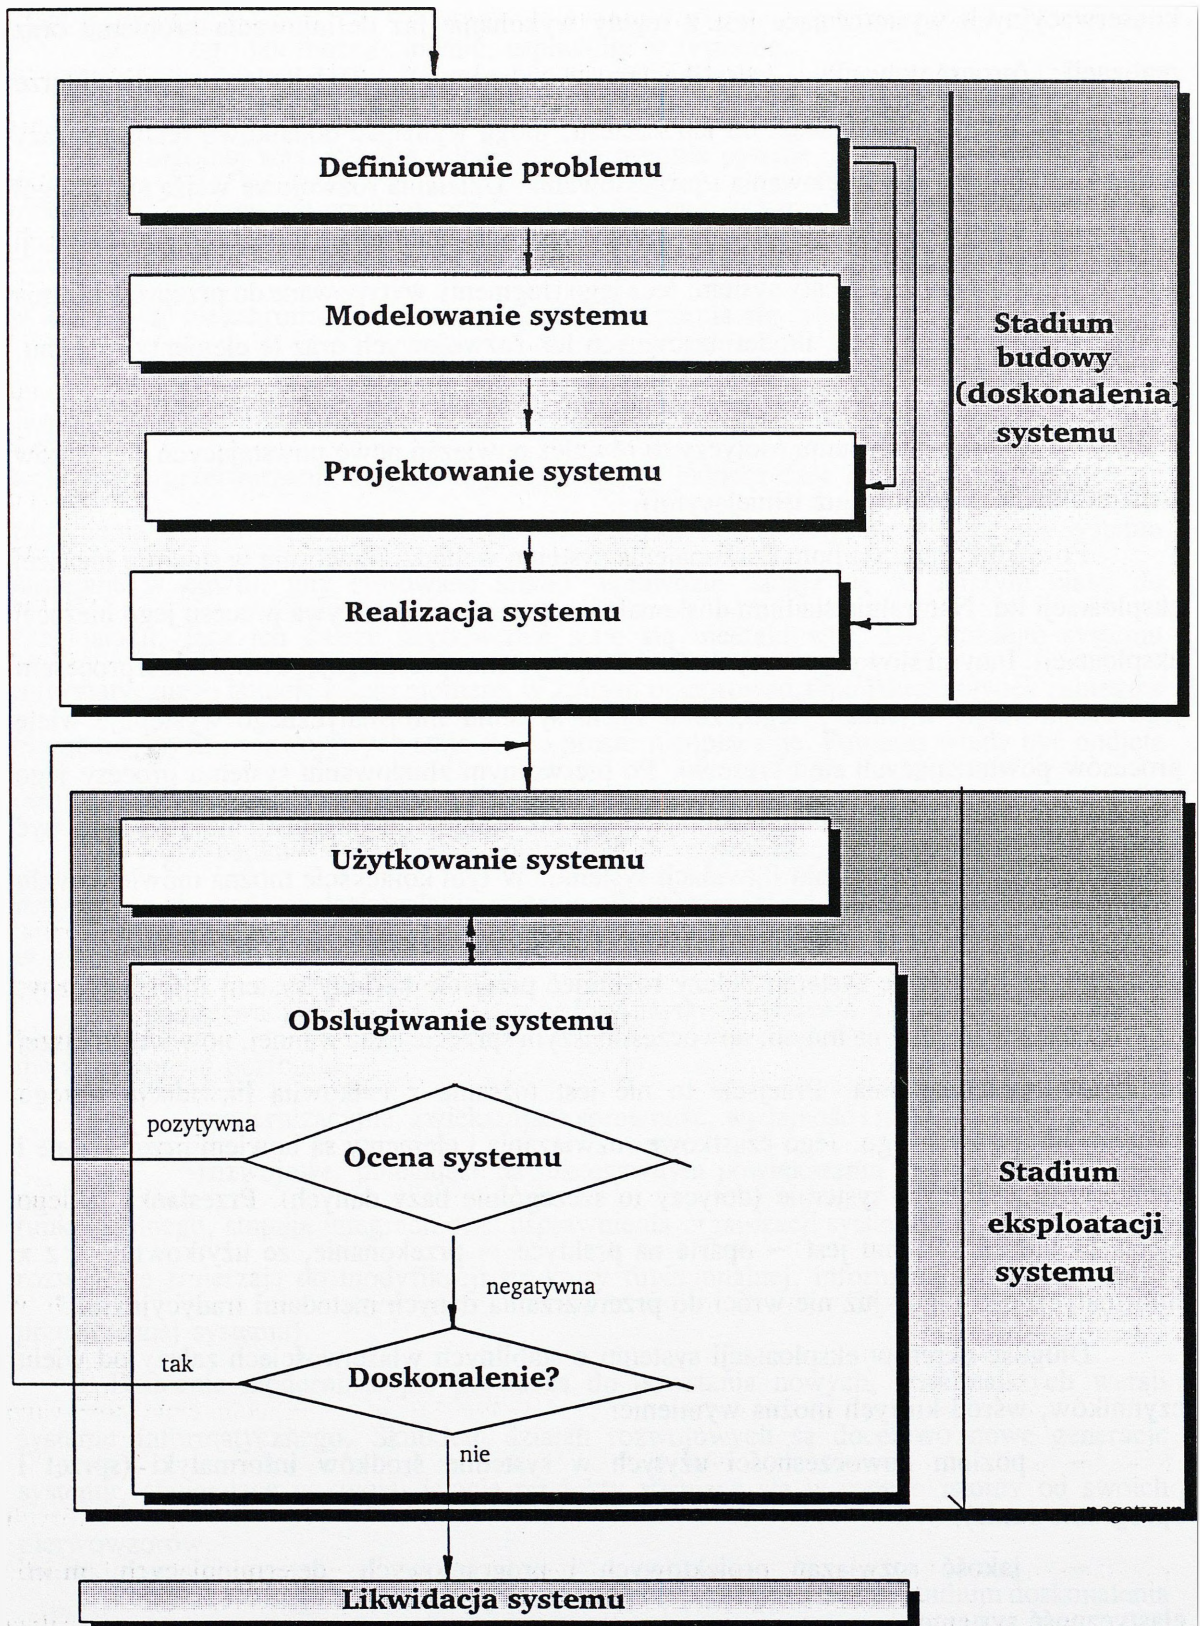 Definiowanie problemu
Modelowanie systemu
Projektowanie systemu
Realizacja systemu
Stadium
budowy
(doskonalenia)
systemu
Użytkowanie systemu
Obslugiwanie systemu
pozytywna
Ocena systemu
negatywna
tak
Doskonalenie?
nie
Stadium
eksploatacji
systemu
Likwidacja systemu